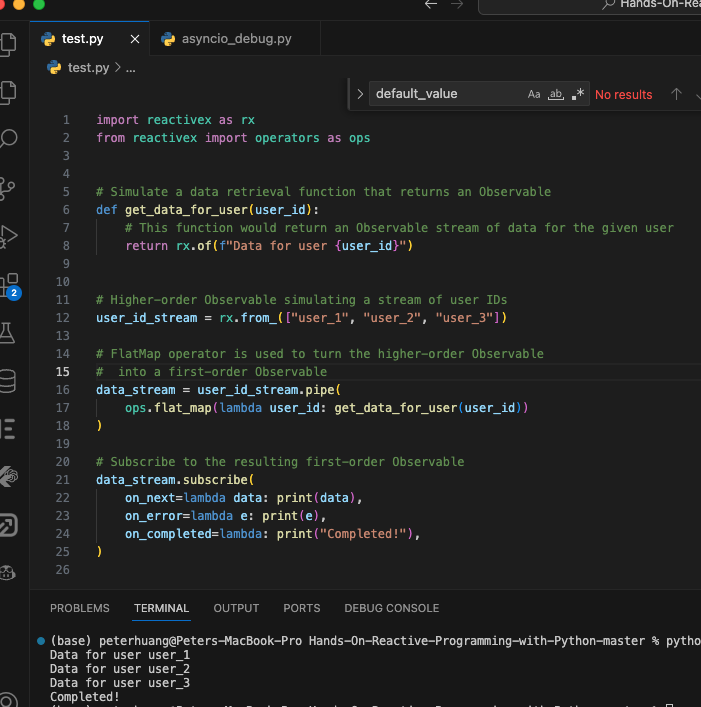 Hands-On-Rea
test.py
asyncio_debug.py
test.py > ...
default_value
Aa
ab
.*
No results
1 import reactivex as rx
2 from reactivex import operators as ops
3
4
5 # Simulate a data retrieval function that returns an Observable
6 def get_data_for_user(user_id):
7 # This function would return an Observable stream of data for the given user
8 return rx.of(f"Data for user {user_id}")
9
10
11 # Higher-order Observable simulating a stream of user IDs
12 user_id_stream = rx.from_(["user_1", "user_2", "user_3"])
13
14 # FlatMap operator is used to turn the higher-order Observable
15 #  into a first-order Observable
16 data_stream = user_id_stream.pipe(
17 ops.flat_map(lambda user_id: get_data_for_user(user_id))
18 )
19
20 # Subscribe to the resulting first-order Observable
21 data_stream.subscribe(
22 on_next=lambda data: print(data),
23 on_error=lambda e: print(e),
24 on_completed=lambda: print("Completed!"),
25 )
26
2
PROBLEMS TERMINAL OUTPUT PORTS DEBUG CONSOLE
(base) peterhuang@Peters-MacBook-Pro Hands-On-Reactive-Programming-with-Python-master % pytho
Data for user user_1
Data for user user_2
Data for user user_3
Completed!